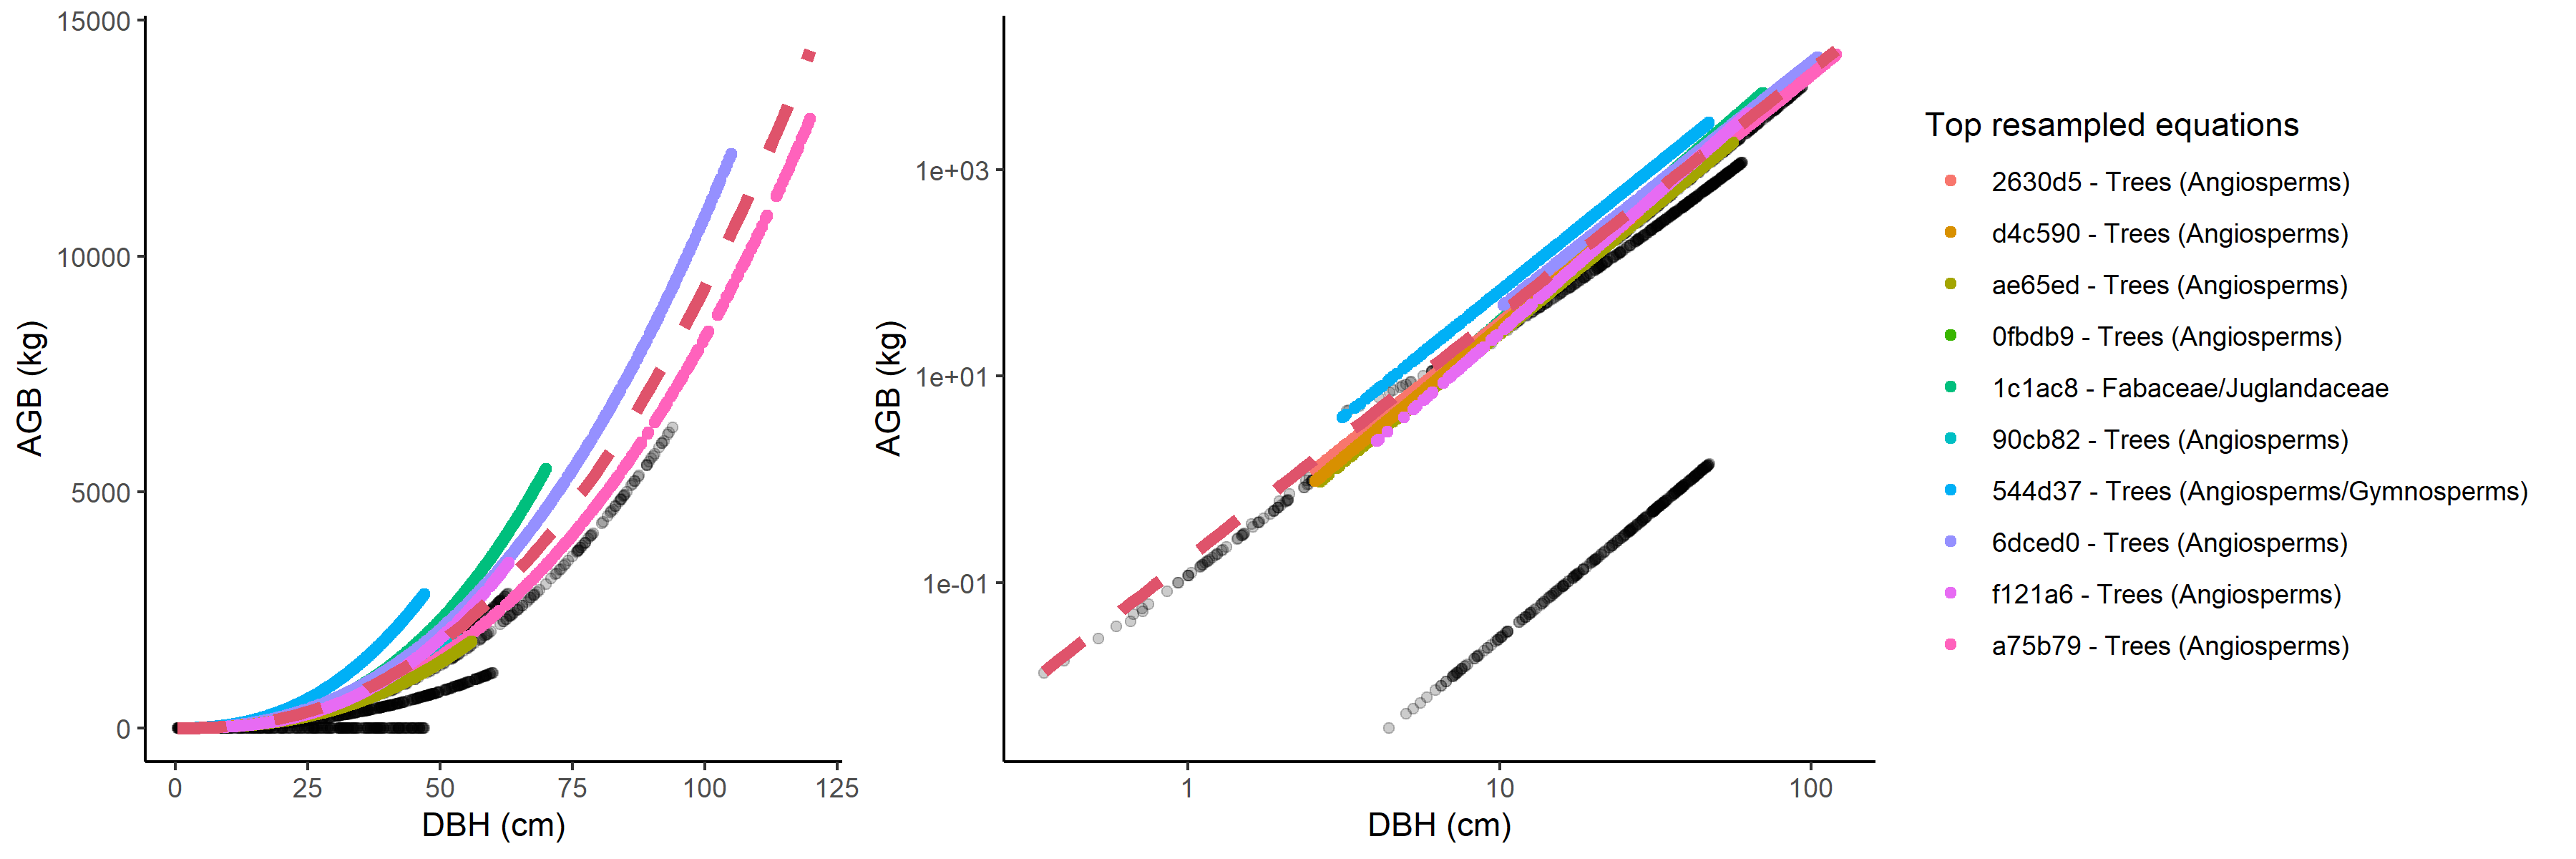 15000
10000
5000
0
AGB (kg)
0 25 50 75 100 125
DBH (cm)
1e+03
1e+01
1e-01
AGB (kg)
1 10 100
DBH (cm)
Top resampled equations
2630d5 - Trees (Angiosperms)
d4c590 - Trees (Angiosperms)
ae65ed - Trees (Angiosperms)
0fbdb9 - Trees (Angiosperms)
1c1ac8 - Fabaceae/Juglandaceae
90cb82 - Trees (Angiosperms)
544d37 - Trees (Angiosperms/Gymnosperms)
6dced0 - Trees (Angiosperms)
f121a6 - Trees (Angiosperms)
a75b79 - Trees (Angiosperms)